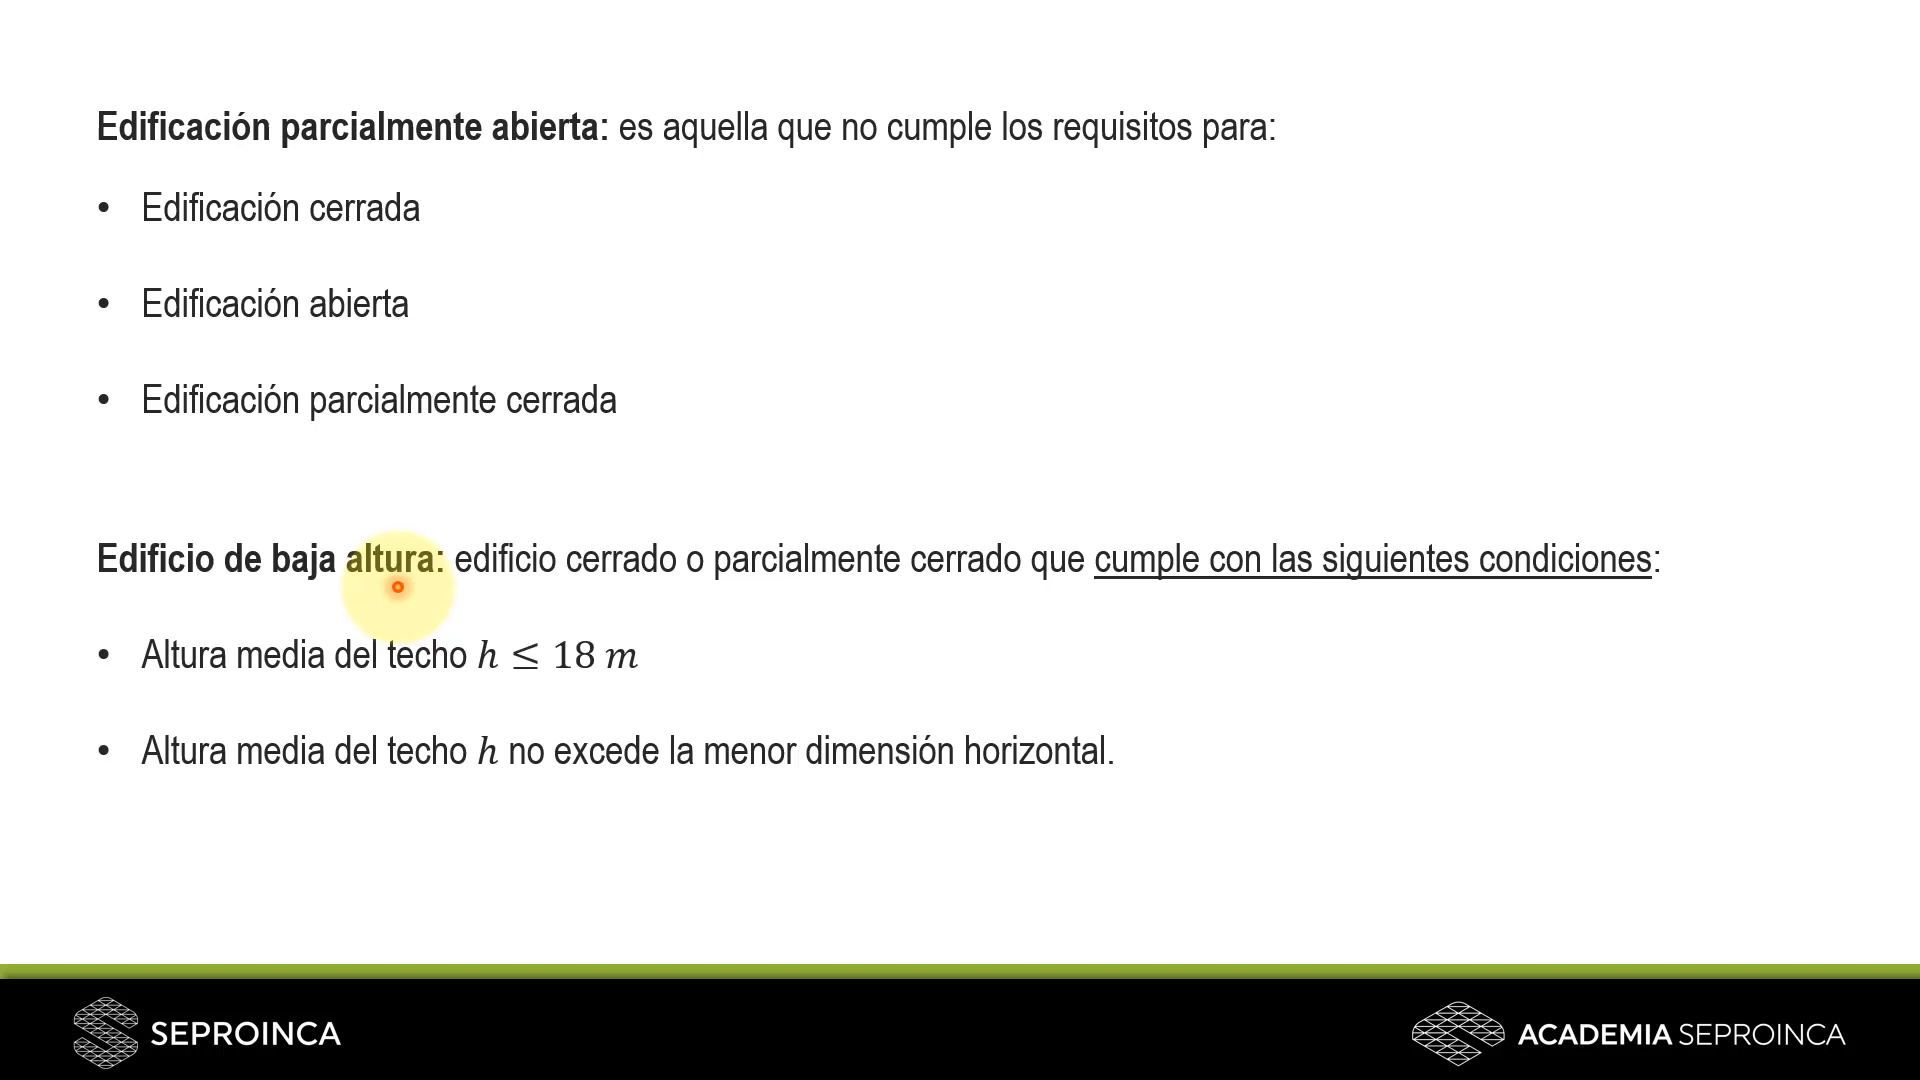 Edificación parcialmente abierta: es aquella que no cumple los requisitos para:
• Edificación cerrada
• Edificación abierta
• Edificación parcialmente cerrada
Edificio de baja altura: edificio cerrado o parcialmente cerrado que cumple con las siguientes condiciones:
• Altura media del techo h ≤ 18 m
• Altura media del techo h no excede la menor dimensión horizontal.
SEPROINCA
ACADEMIA SEPROINCA